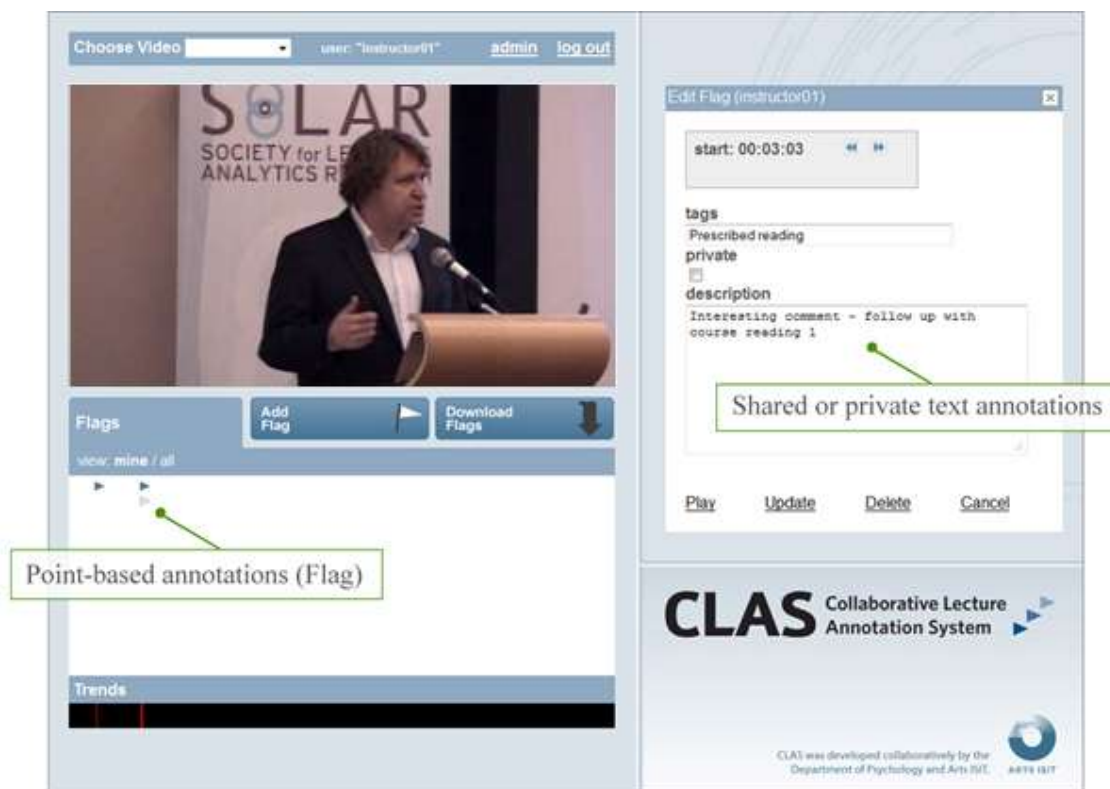 Choose Video
user: "instructor01"
admin
log out
SOLAR
SOCIETY for LE
ANALYTICS R
Flags
Add
Flag
Download
Flags
view: mine / all
Point-based annotations (Flag)
Trends
Edit Flag (instructor01)
start: 00:03:03
tags
Prescribed reading
private
description
Interesting comment - follow up with
course reading 1
Shared or private text annotations
Play
Update
Delete
Cancel
CLAS
Collaborative Lecture
Annotation System
CLAS was developed collaboratively by the
Department of Psychology and Arts ISIT.
ARTS ISIT